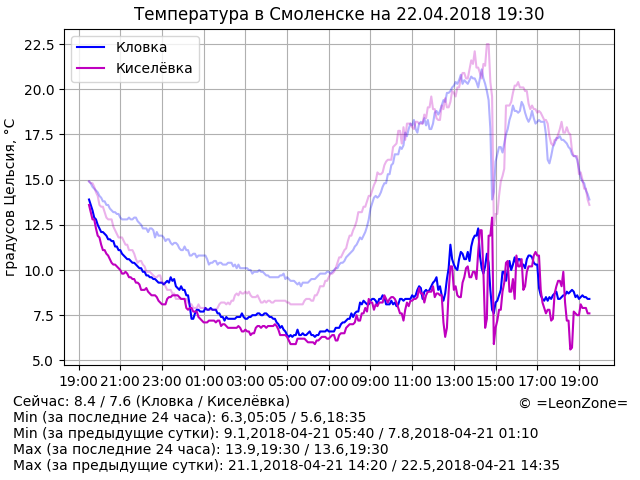 Температура в Смоленске на 22.04.2018 19:30
Кловка
Киселёвка
градусов Цельсия, °C
22.5
20.0
17.5
15.0
12.5
10.0
7.5
5.0
19:00 21:00 23:00 01:00 03:00 05:00 07:00 09:00 11:00 13:00 15:00 17:00 19:00
Сейчас: 8.4 / 7.6 (Кловка / Киселёвка)
© =LeonZone=
Min (за последние 24 часа): 6.3,05:05 / 5.6,18:35
Min (за предыдущие сутки): 9.1,2018-04-21 05:40 / 7.8,2018-04-21 01:10
Max (за последние 24 часа): 13.9,19:30 / 13.6,19:30
Max (за предыдущие сутки): 21.1,2018-04-21 14:20 / 22.5,2018-04-21 14:35